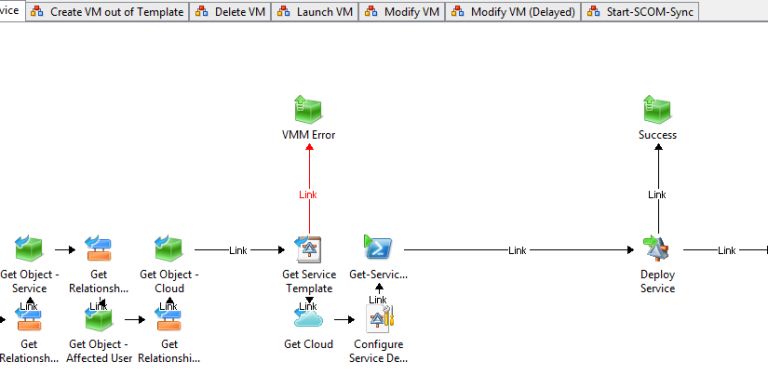 vice Create VM out of Template Delete VM Launch VM Modify VM Modify VM (Delayed) Start-SCOM-Sync
VMM Error
Success
Link
Link
Link
Link
Link
Get Object -
Service
Get
Relationsh...
Get Object -
Cloud
Get Service
Template
Get-Servic...
Deploy
Service
Link
Link
Link
Link
Link
Get
Relationsh...
Get Object -
Affected User
Get
Relationshi...
Get Cloud
Configure
Service De...